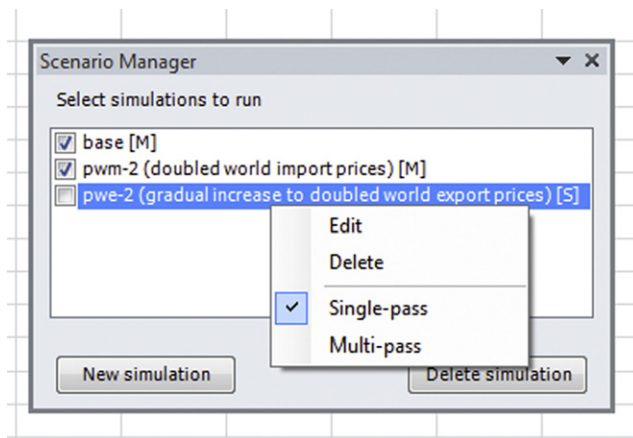 Scenario Manager
Select simulations to run
base [M]
pwm-2 (doubled world import prices) [M]
pwe-2 (gradual increase to doubled world export prices) [S]
Edit
Delete
Single-pass
Multi-pass
New simulation
Delete simulation